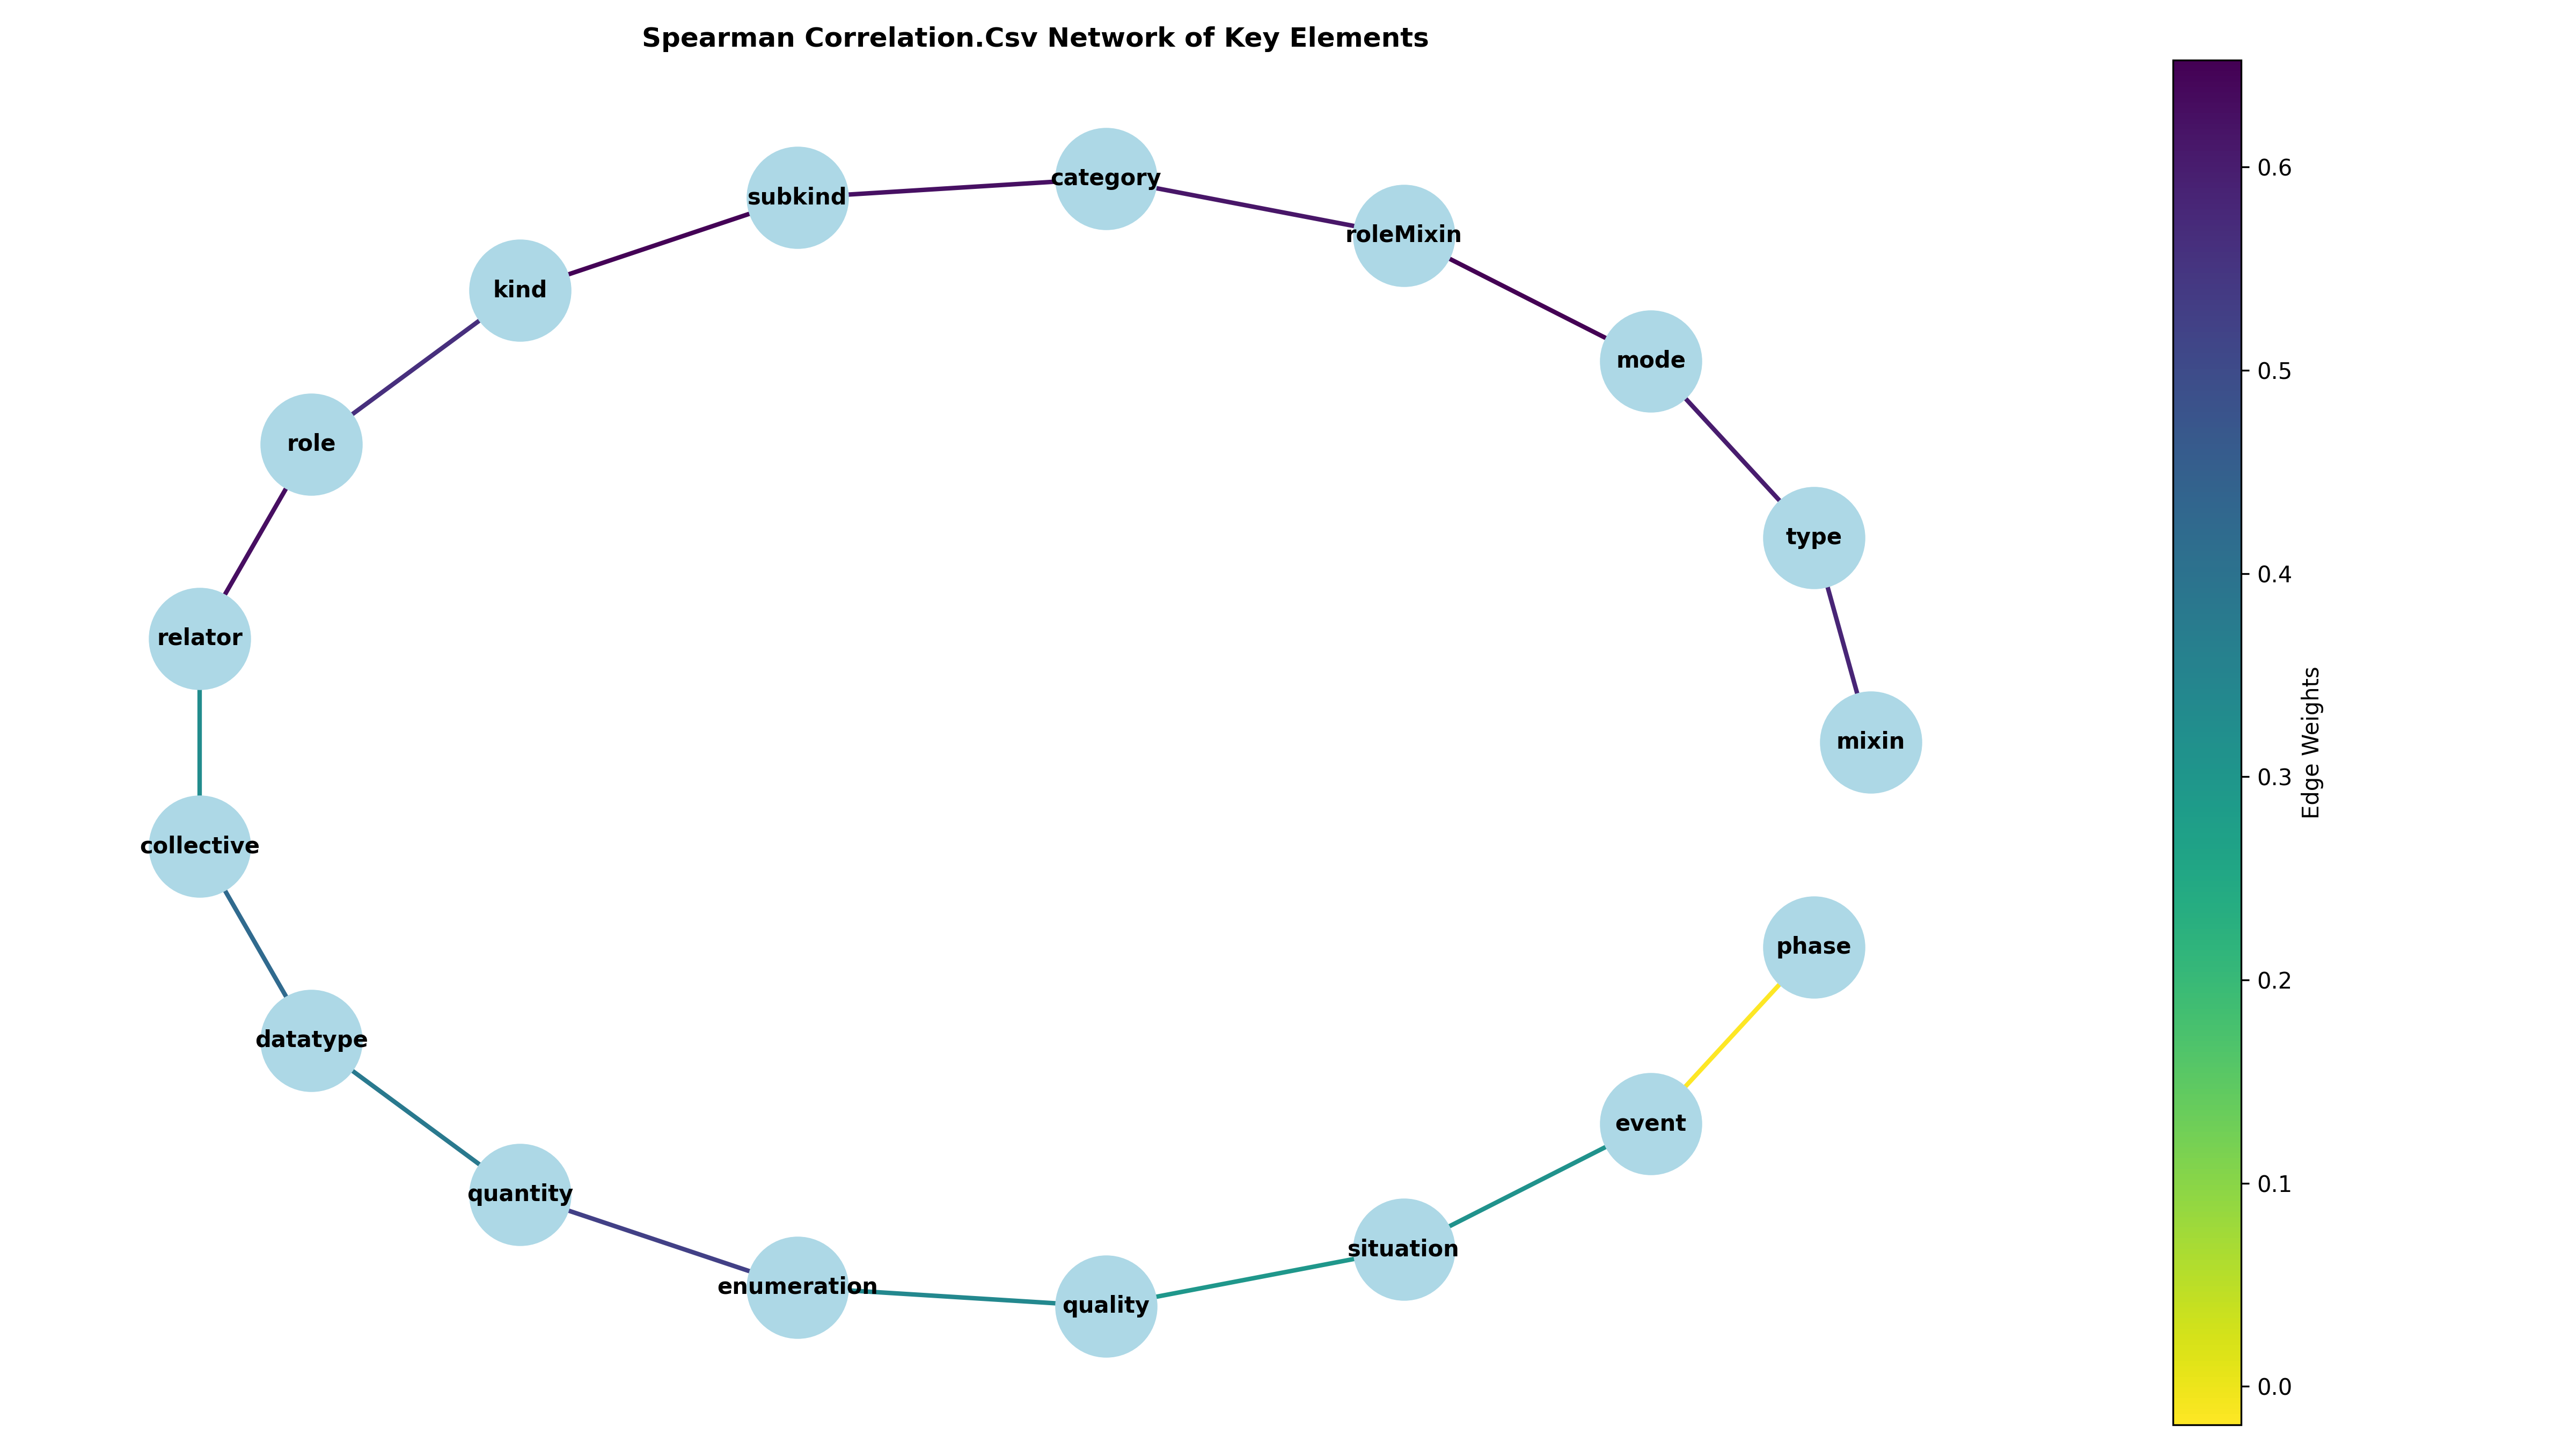 Spearman Correlation.Csv Network of Key Elements
category
subkind
roleMixin
kind
mode
role
type
relator
mixin
collective
phase
datatype
event
quantity
situation
enumeration
quality
0.6
0.5
0.4
0.3
0.2
0.1
0.0
Edge Weights